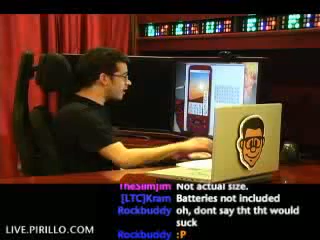 TheSlimJim Not actual size.
[LTC]Kram Batteries not included
Rockbuddy oh, dont say tht tht would
suck
Rockbuddy :P
LIVE.PIRILLO.COM